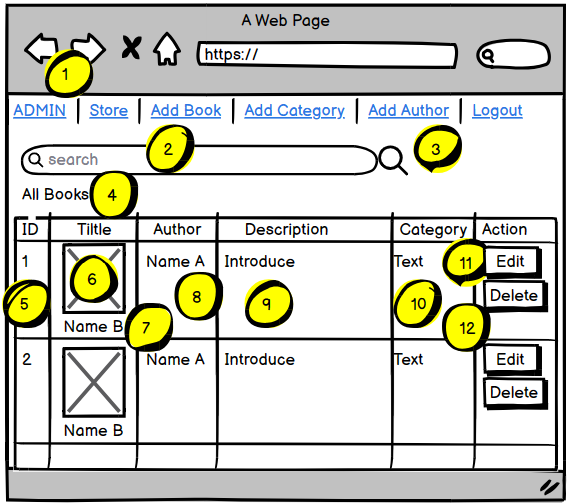 A Web Page
https://
1
ADMIN Store Add Book Add Category Add Author Logout
search 2 3
All Books 4
ID Tiltle Author Description Category Action
1 Name A Introduce Text 11 Edit
5 6 8 9 10 Delete
Name B 7 12
2 Name A Introduce Text Edit
Delete
Name B